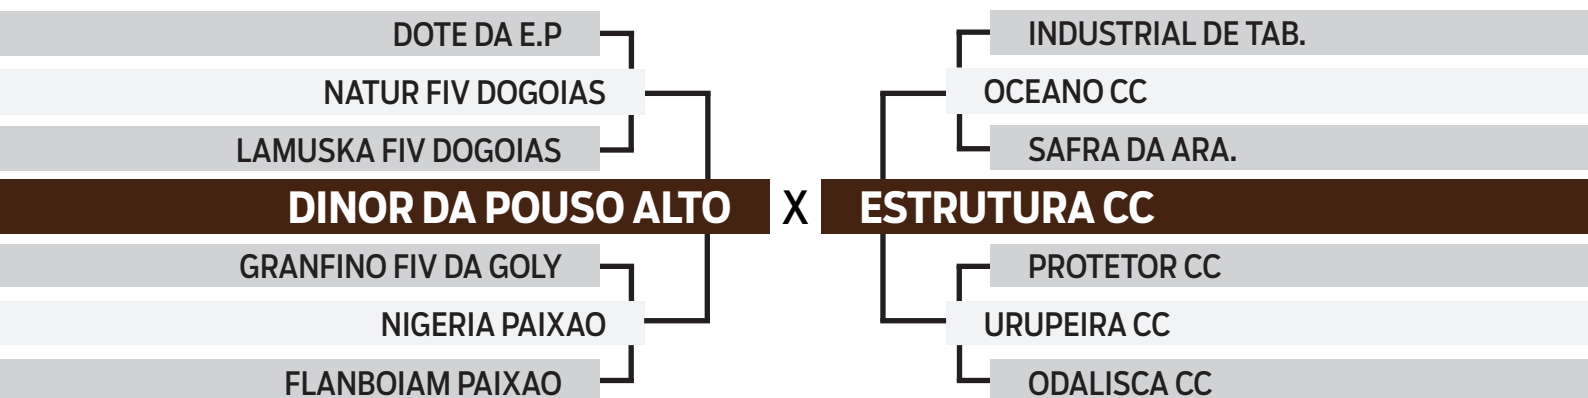 DOTE DA E.P
NATUR FIV DOGOIAS
LAMUSKA FIV DOGOIAS
INDUSTRIAL DE TAB.
OCEANO CC
SAFRA DA ARA.
DINOR DA POUSO ALTO X ESTRUTURA CC
GRANFINO FIV DA GOLY
NIGERIA PAIXAO
FLANBOIAM PAIXAO
PROTETOR CC
URUPEIRA CC
ODALISCA CC